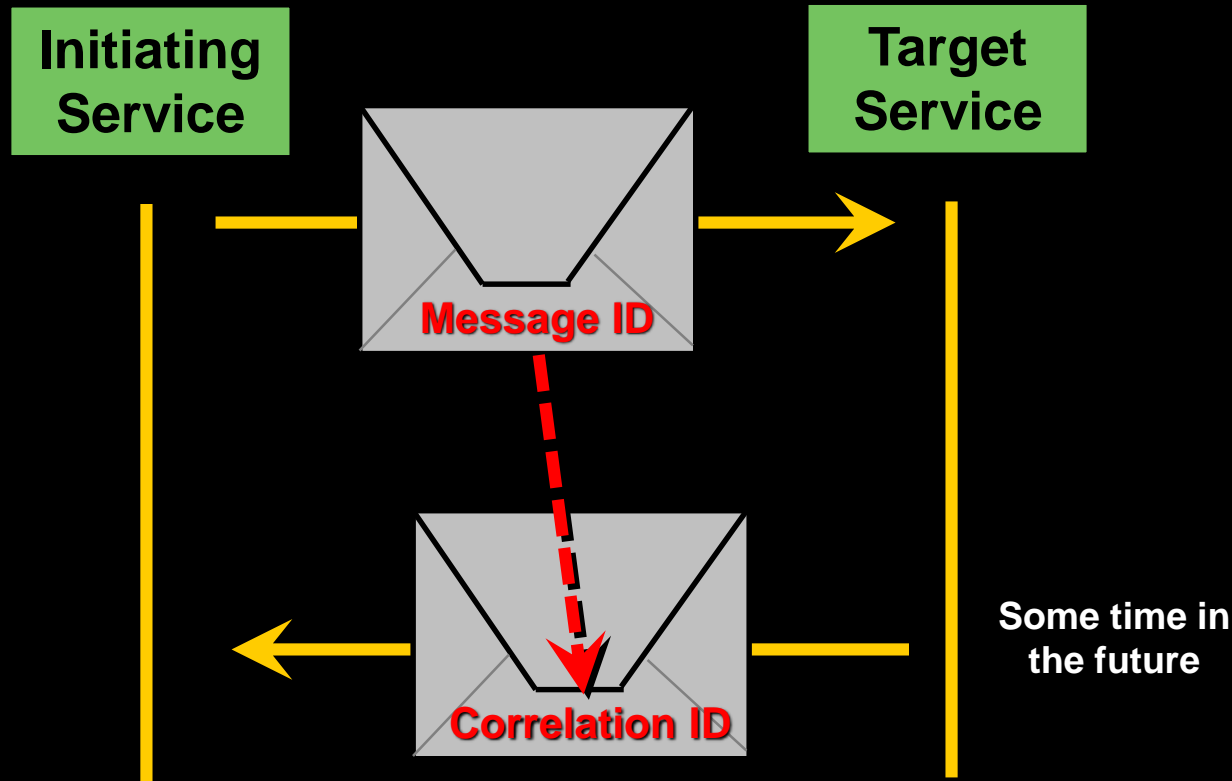 Initiating
Service
Target
Service
Message ID
Some time in
the future
Correlation ID